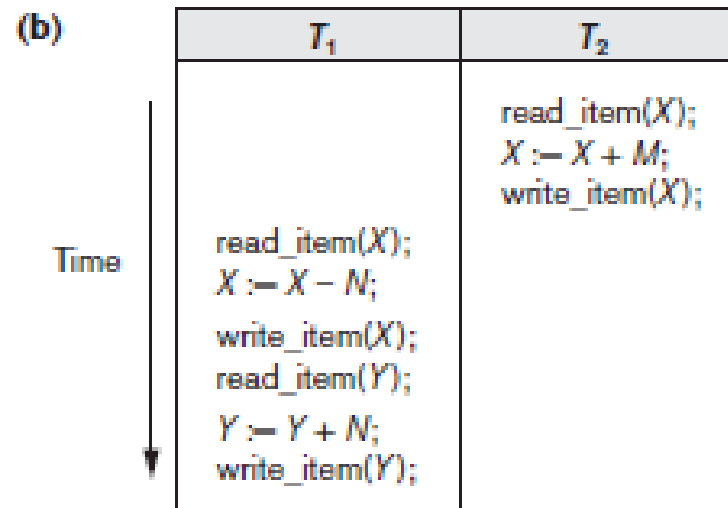 (b)
T₁ T₂
read_item(X);
X := X + M;
write_item(X);
Time
read_item(X);
X := X − N;
write_item(X);
read_item(Y);
Y := Y + N;
write_item(Y);